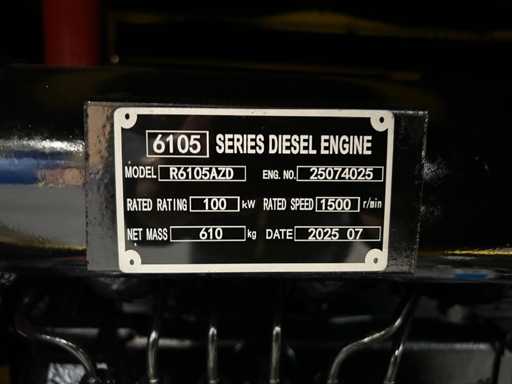 6105 SERIES DIESEL ENGINE
MODEL R6105AZD ENG. NO. 25074025
RATED RATING 100 kW RATED SPEED 1500 r/min
NET MASS 610 kg DATE 2025 07